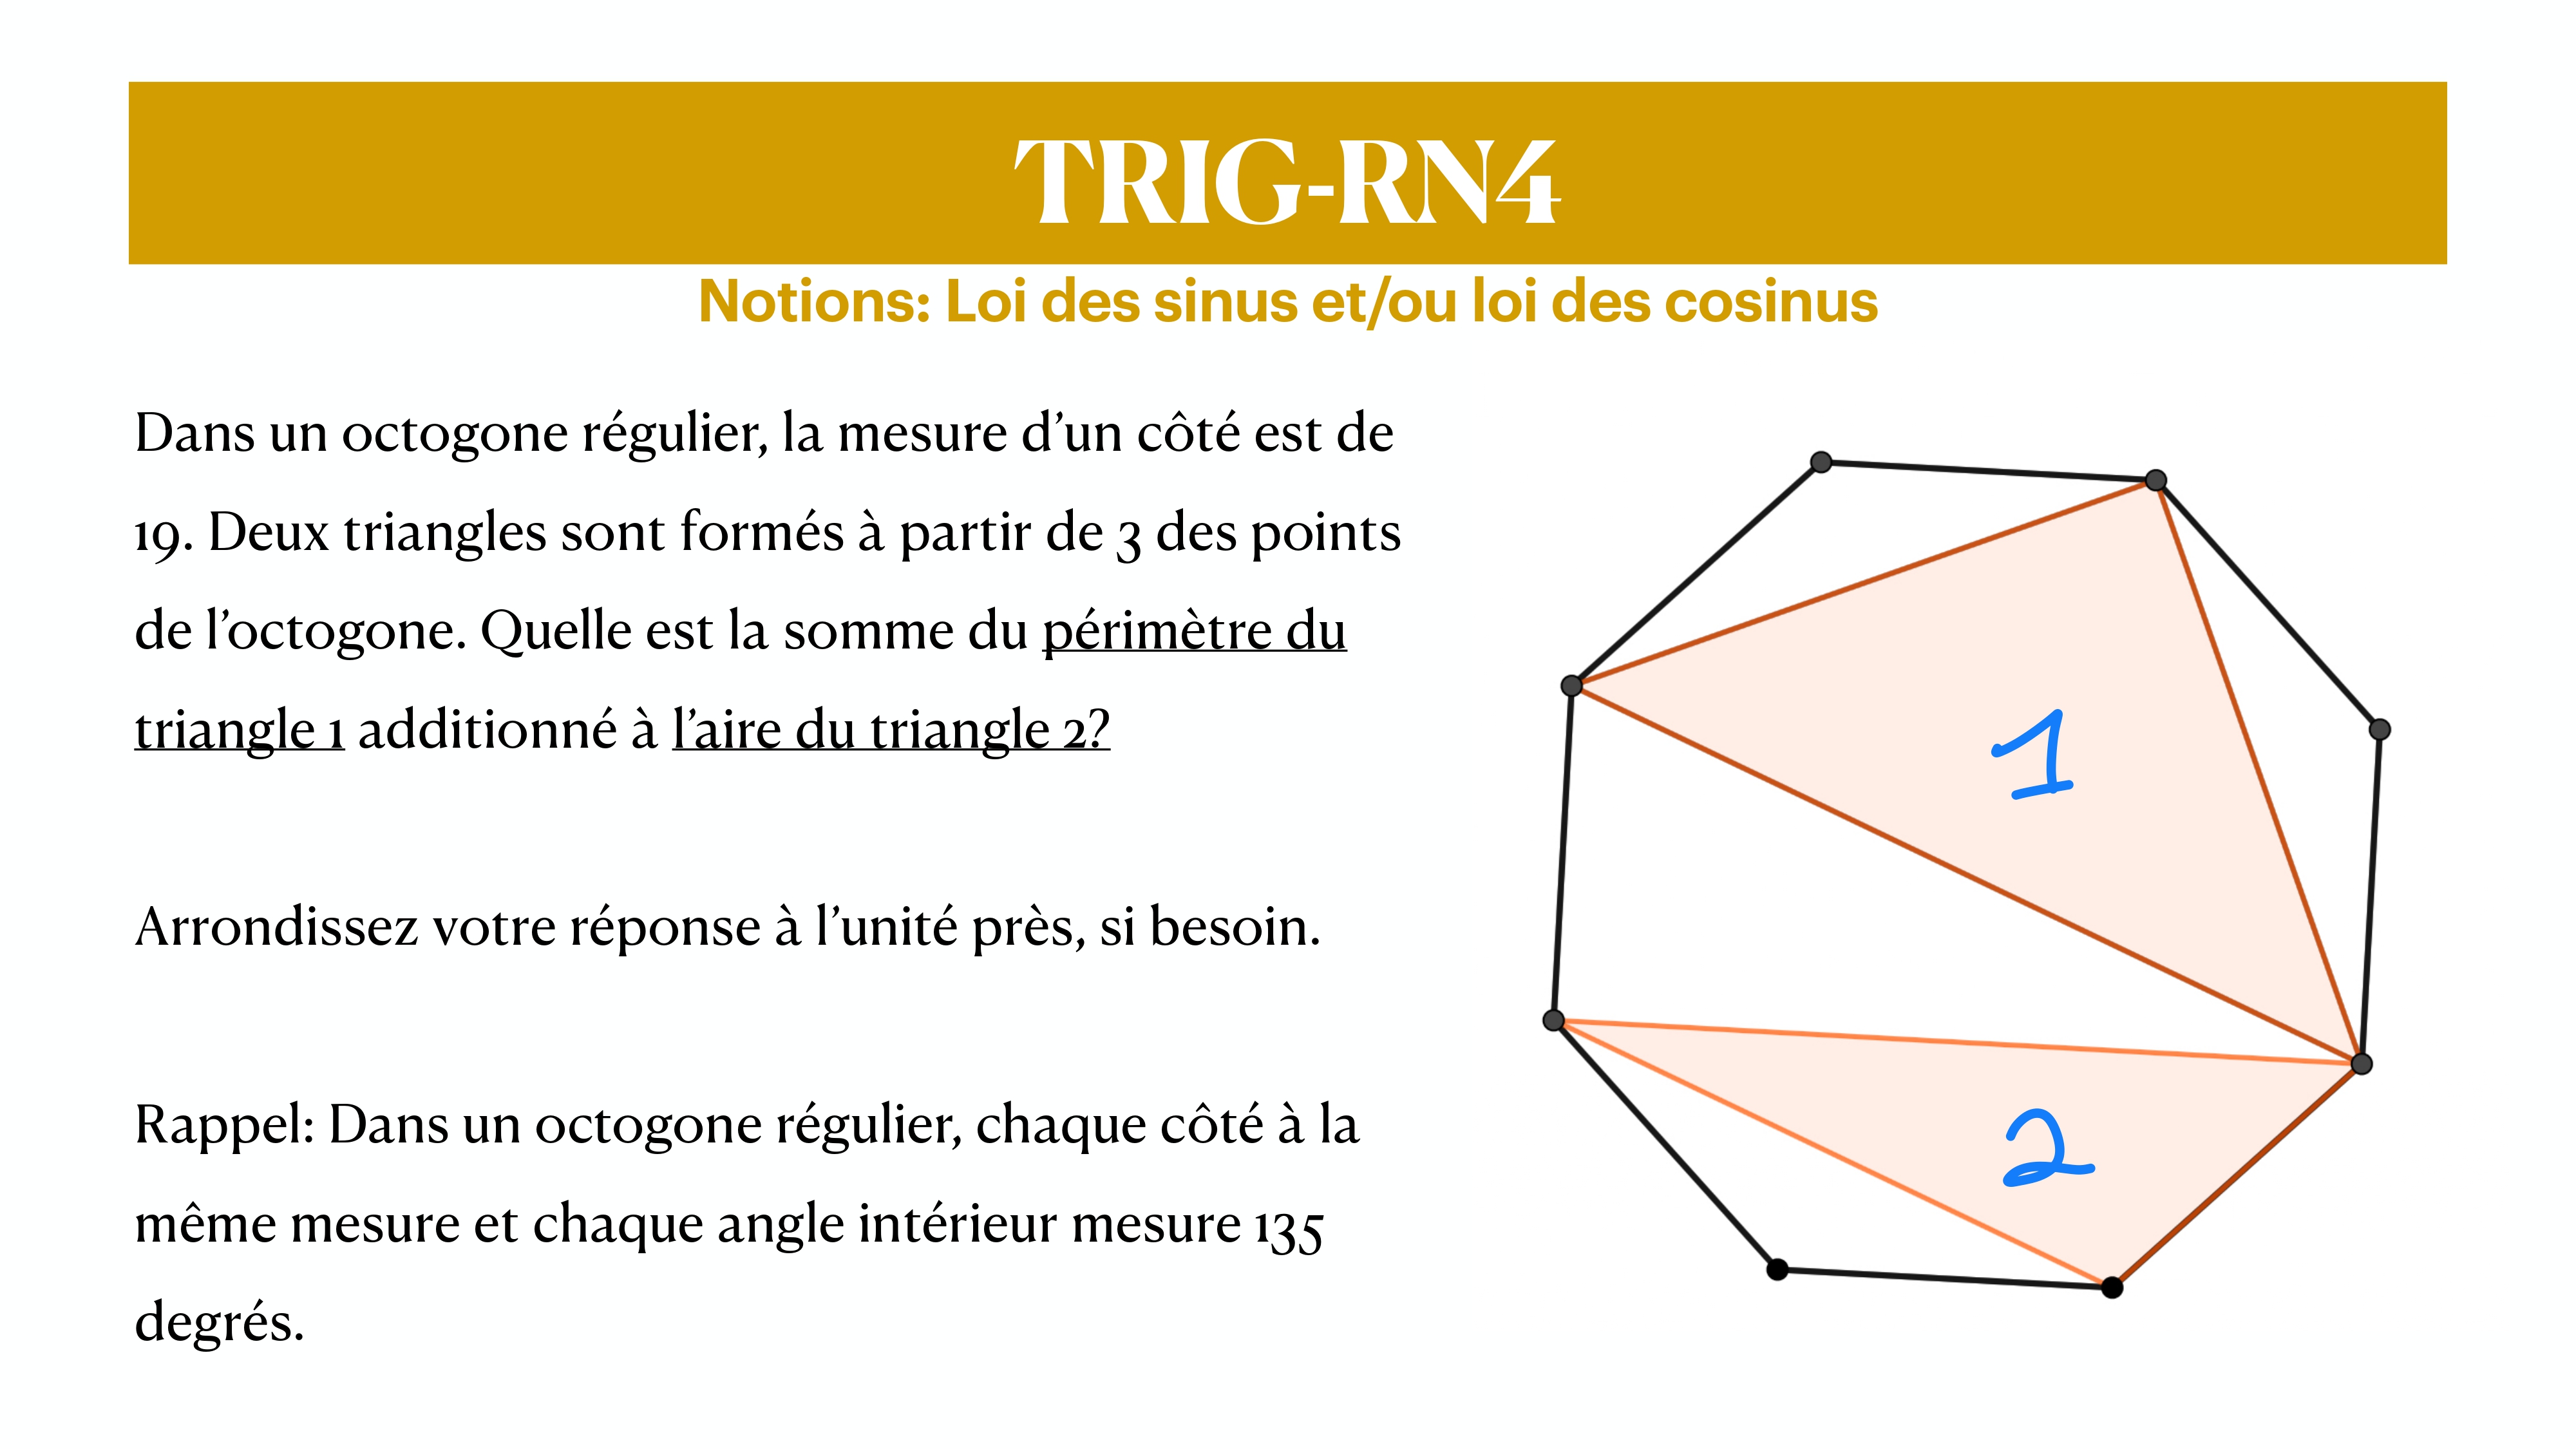 TRIG-RN4
Notions: Loi des sinus et/ou loi des cosinus
Dans un octogone régulier, la mesure d’un côté est de
19. Deux triangles sont formés à partir de 3 des points
de l’octogone. Quelle est la somme du périmètre du
triangle 1 additionné à l’aire du triangle 2?
Arrondissez votre réponse à l’unité près, si besoin.
Rappel: Dans un octogone régulier, chaque côté à la
même mesure et chaque angle intérieur mesure 135
degrés.
1
2